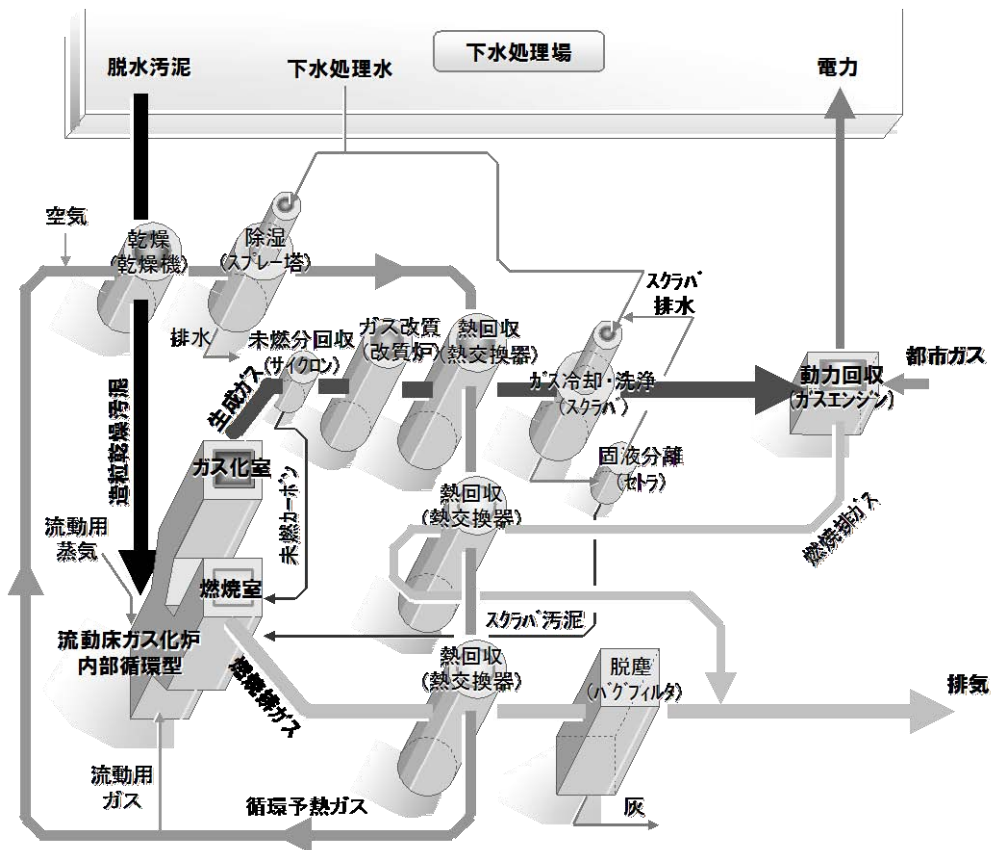 下水処理場
脱水汚泥
下水処理水
電力
空気
乾燥
(乾燥機)
除湿
(スプレー塔)
スクラバ
排水
排水
未燃分回収
(サイクロン)
ガス改質
(改質炉)
熱回収
(熱交換器)
ガス冷却・洗浄
(スクラバ)
動力回収
(ガスエンジン)
都市ガス
生成ガス
造粒乾燥汚泥
ガス化室
未燃カーボン
固液分離
(セトラ)
熱回収
(熱交換器)
燃焼排ガス
流動用
蒸気
燃焼室
スクラバ汚泥
流動床ガス化炉
内部循環型
燃焼排ガス
熱回収
(熱交換器)
脱塵
(バグフィルタ)
排気
流動用
ガス
循環予熱ガス
灰